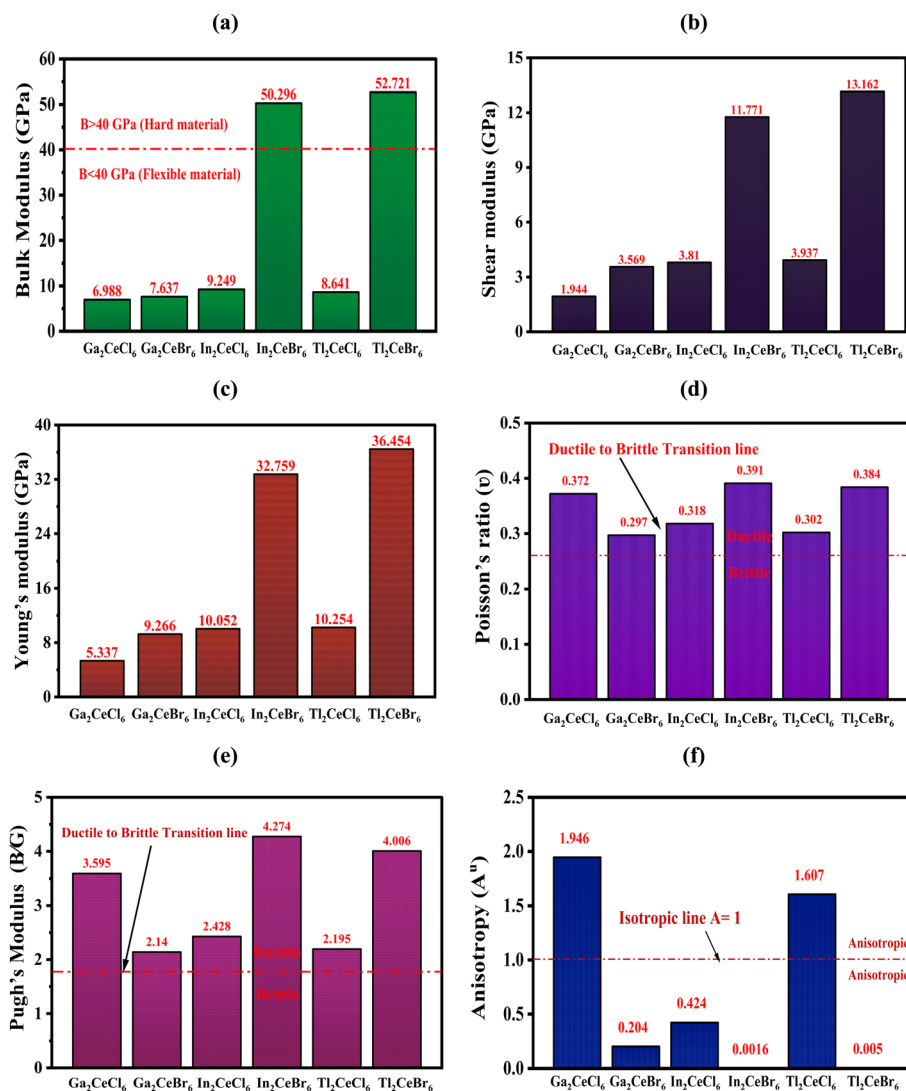 (a)
Bulk Modulus (GPa)
60
50
40
30
20
10
0
B>40 GPa (Hard material)
B<40 GPa (Flexible material)
6.988
7.637
9.249
50.296
8.641
52.721
Ga₂CeCl₆ Ga₂CeBr₆ In₂CeCl₆ In₂CeBr₆ Tl₂CeCl₆ Tl₂CeBr₆
(b)
Shear modulus (GPa)
15
12
9
6
3
0
1.944
3.569
3.81
11.771
3.937
13.162
Ga₂CeCl₆ Ga₂CeBr₆ In₂CeCl₆ In₂CeBr₆ Tl₂CeCl₆ Tl₂CeBr₆
(c)
Young's modulus (GPa)
40
32
24
16
8
0
5.337
9.266
10.052
32.759
10.254
36.454
Ga₂CeCl₆ Ga₂CeBr₆ In₂CeCl₆ In₂CeBr₆ Tl₂CeCl₆ Tl₂CeBr₆
(d)
Poisson's ratio (υ)
0.5
0.4
0.3
0.2
0.1
0.0
Ductile to Brittle Transition line
0.372
0.297
0.318
0.391
0.302
0.384
Ductile
Brittle
Ga₂CeCl₆ Ga₂CeBr₆ In₂CeCl₆ In₂CeBr₆ Tl₂CeCl₆ Tl₂CeBr₆
(e)
Pugh's Modulus (B/G)
5
4
3
2
1
0
Ductile to Brittle Transition line
3.595
2.14
2.428
4.274
2.195
4.006
Ductile
Brittle
Ga₂CeCl₆ Ga₂CeBr₆ In₂CeCl₆ In₂CeBr₆ Tl₂CeCl₆ Tl₂CeBr₆
(f)
Anisotropy (Aᵘ)
2.5
2.0
1.5
1.0
0.5
0.0
1.946
0.204
0.424
0.0016
1.607
0.005
Isotropic line A= 1
Anisotropic
Anisotropic
Ga₂CeCl₆ Ga₂CeBr₆ In₂CeCl₆ In₂CeBr₆ Tl₂CeCl₆ Tl₂CeBr₆